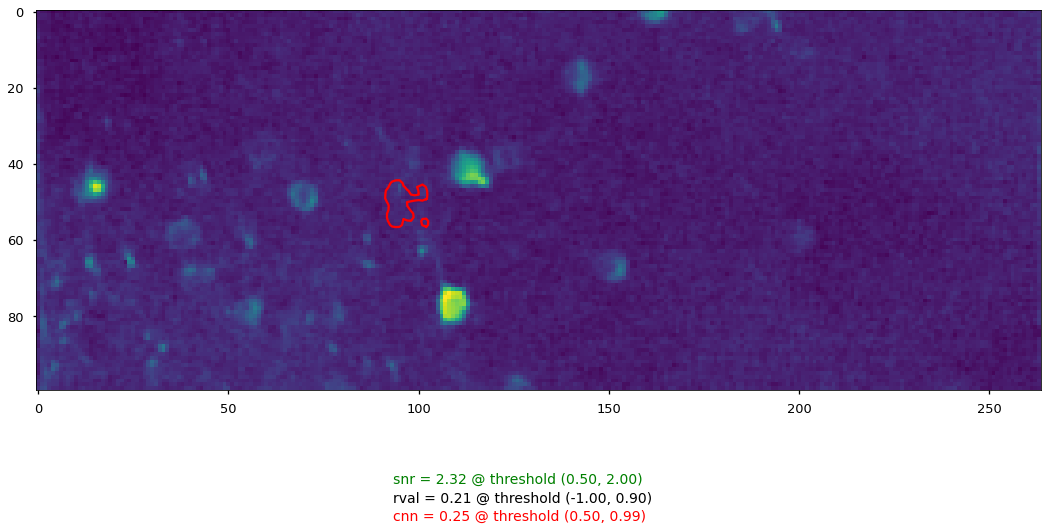 0
20
40
60
80
0 50 100 150 200 250
snr = 2.32 @ threshold (0.50, 2.00)
rval = 0.21 @ threshold (-1.00, 0.90)
cnn = 0.25 @ threshold (0.50, 0.99)